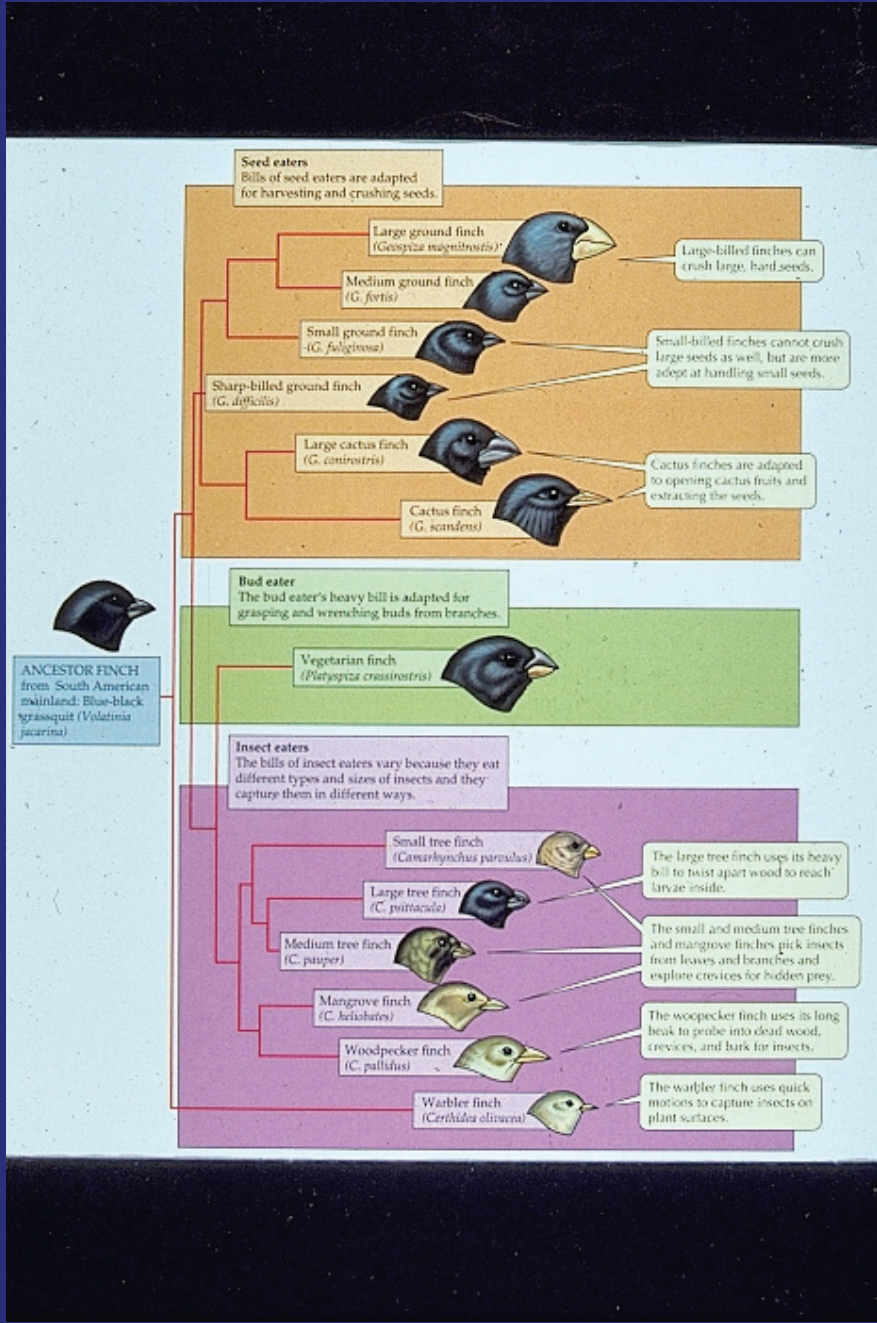 Seed eaters
Bills of seed eaters are adapted
for harvesting and crushing seeds.
Large ground finch
(Geospiza magnitrostis)
Large-billed finches can
crush large, hard seeds.
Medium ground finch
(G. fortis)
Small ground finch
(G. fuliginosa)
Small-billed finches cannot crush
large seeds as well, but are more
adept at handling small seeds.
Sharp-billed ground finch
(G. difficilis)
Large cactus finch
(G. conirostris)
Cactus finches are adapted
to opening cactus fruits and
extracting the seeds.
Cactus finch
(G. scandens)
Bud eater
The bud eater's heavy bill is adapted for
grasping and wrenching buds from branches.
Vegetarian finch
(Platyspiza crassirostris)
ANCESTOR FINCH
from South American
mainland: Blue-black
grassquit (Volatinia
jacarina)
Insect eaters
The bills of insect eaters vary because they eat
different types and sizes of insects and they
capture them in different ways.
Small tree finch
(Camarhynchus parvulus)
The large tree finch uses its heavy
bill to twist apart wood to reach
larvae inside.
Large tree finch
(C. psittacula)
Medium tree finch
(C. pauper)
The small and medium tree finches
and mangrove finches pick insects
from leaves and branches and
explore crevices for hidden prey.
Mangrove finch
(C. heliobates)
The woopecker finch uses its long
beak to probe into dead wood,
crevices, and bark for insects.
Woodpecker finch
(C. pallidus)
Warbler finch
(Certhidea olivacea)
The warbler finch uses quick
motions to capture insects on
plant surfaces.